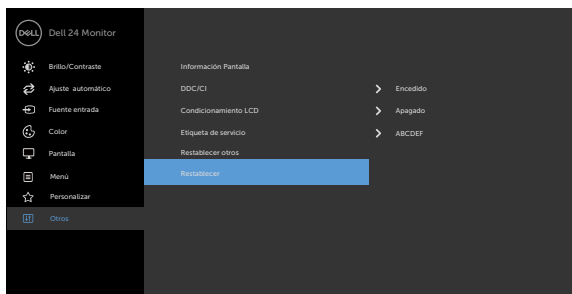 DELL Dell 24 Monitor
Brillo/Contraste
Ajuste automático
Fuente entrada
Color
Pantalla
Menú
Personalizar
Otros
Información Pantalla
DDC/CI Encedido
Condicionamiento LCD Apagado
Etiqueta de servicio ABCDEF
Restablecer otros
Restablecer